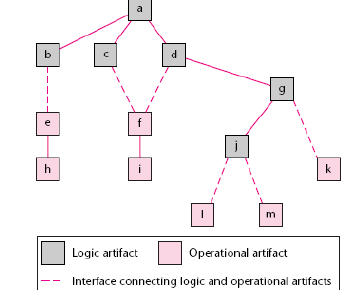 a
b c d
g
e f
j
h i k
l m
Logic artifact Operational artifact
Interface connecting logic and operational artifacts